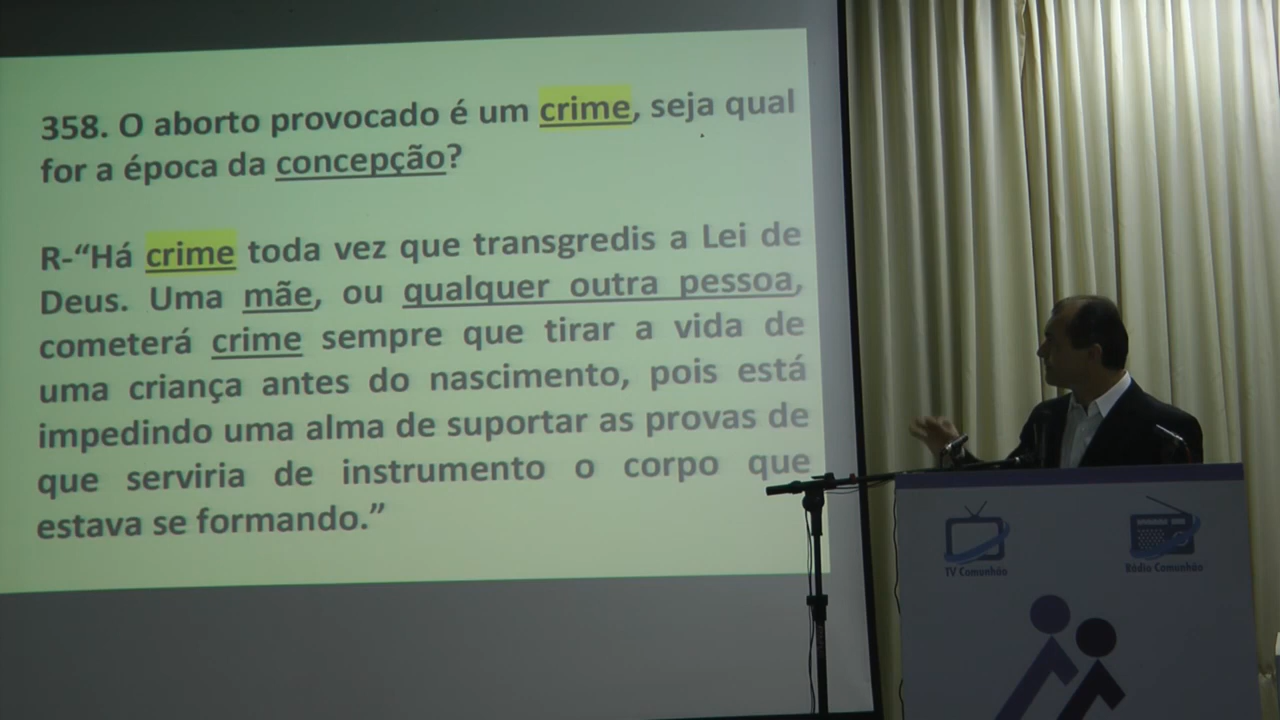 358. O aborto provocado é um crime, seja qual
for a época da concepção?
R-“Há crime toda vez que transgredis a Lei de
Deus. Uma mãe, ou qualquer outra pessoa,
cometerá crime sempre que tirar a vida de
uma criança antes do nascimento, pois está
impedindo uma alma de suportar as provas de
que serviria de instrumento o corpo que
estava se formando.”
TV Comunhão
Rádio Comunhão